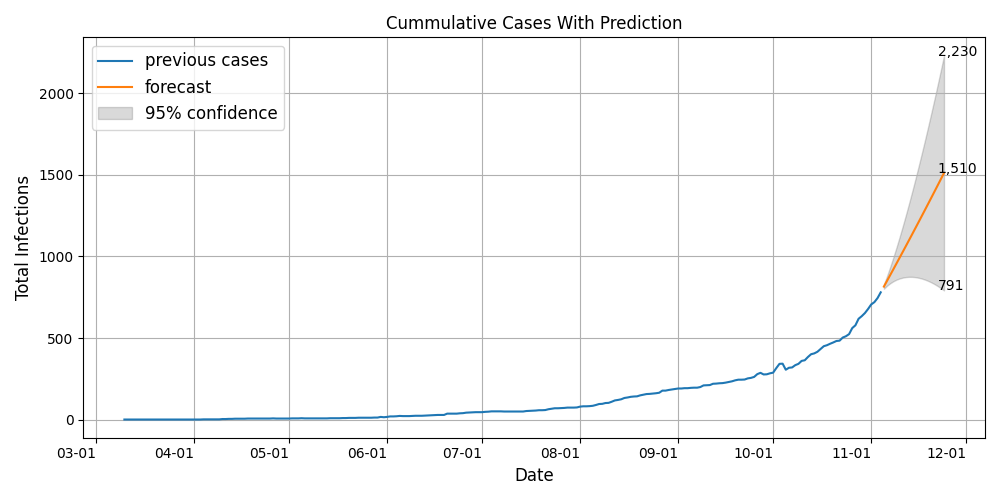 Cummulative Cases With Prediction
previous cases
forecast
95% confidence
2,230
1,510
791
Total Infections
2000
1500
1000
500
0
03-01 04-01 05-01 06-01 07-01 08-01 09-01 10-01 11-01 12-01
Date